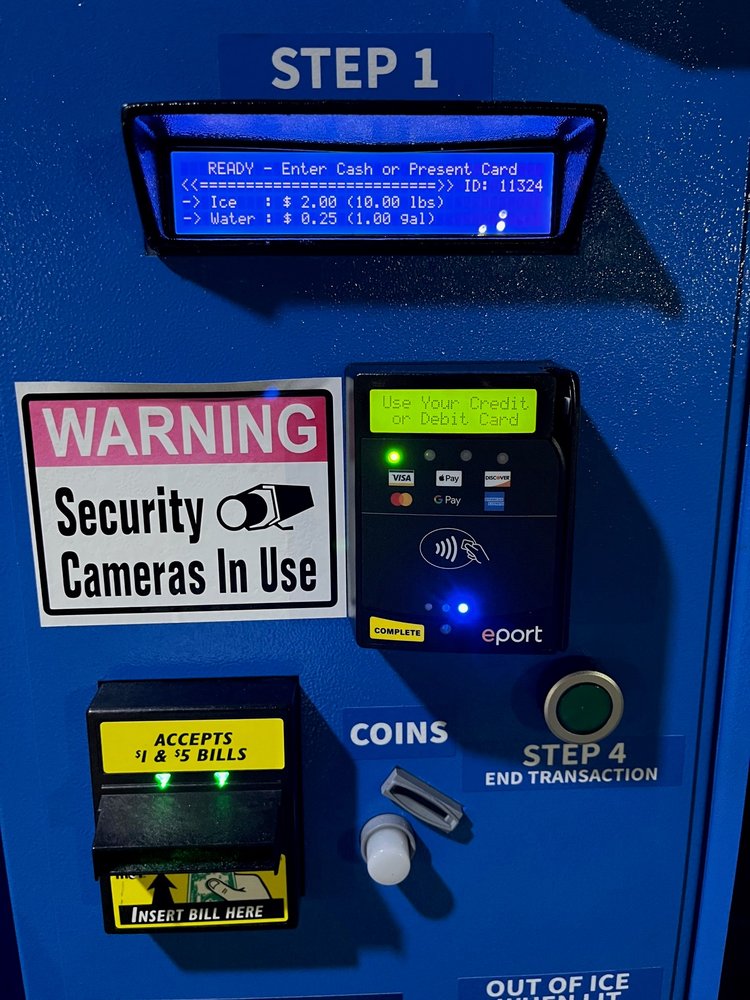 STEP 1
READY - Enter Cash or Present Card
<<==========================>> ID: 11324
-> Ice   : $ 2.00 (10.00 lbs)
-> Water : $ 0.25 (1.00 gal)
WARNING
Security
Cameras In Use
Use Your Credit
or Debit Card
VISA Pay DISCOVER
G Pay
COMPLETE
eport
ACCEPTS
$1 & $5 BILLS
INSERT BILL HERE
COINS
STEP 4
END TRANSACTION
OUT OF ICE
WHEN LIT